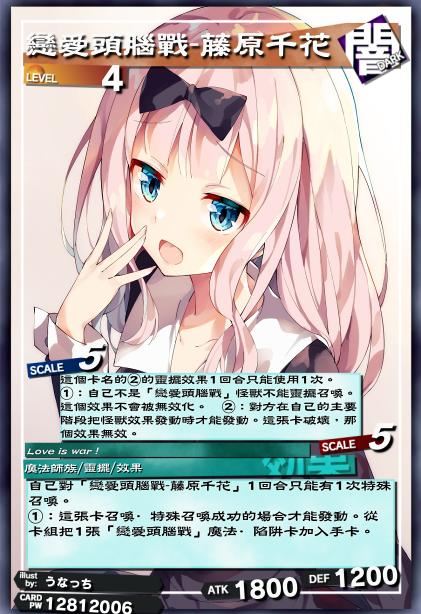 戀愛頭腦戰-藤原千花
闇
DARK
LEVEL 4
SCALE 5
這個卡名的②的靈擺效果1回合只能使用1次。
①：自己不是「戀愛頭腦戰」怪獸不能靈擺召喚。
這個效果不會被無效化。 ②：對方在自己的主要
階段把怪獸效果發動時才能發動。這張卡破壞，那
個效果無效。
SCALE 5
Love is war！
効果
魔法師族/靈擺/效果
自己對「戀愛頭腦戰-藤原千花」1回合只能有1次特殊
召喚。
①：這張卡召喚．特殊召喚成功的場合才能發動。從
卡組把1張「戀愛頭腦戰」魔法．陷阱卡加入手卡。
illust by: うなっち
ATK 1800 DEF 1200
CARD PW 12812006